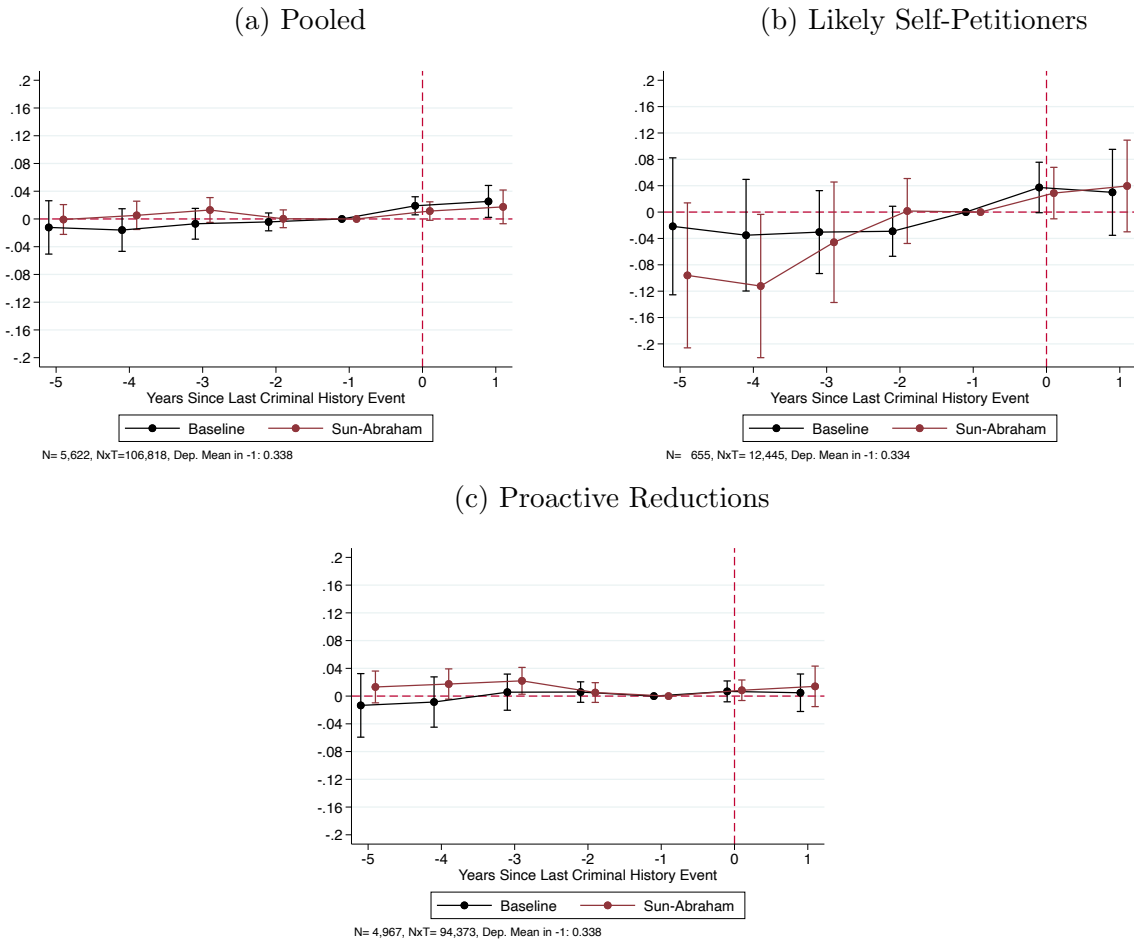 (a) Pooled
.2
.16
.12
.08
.04
0
-.04
-.08
-.12
-.16
-.2
-5 -4 -3 -2 -1 0 1
Years Since Last Criminal History Event
Baseline Sun-Abraham
N= 5,622, NxT=106,818, Dep. Mean in -1: 0.338
(b) Likely Self-Petitioners
.2
.16
.12
.08
.04
0
-.04
-.08
-.12
-.16
-.2
-5 -4 -3 -2 -1 0 1
Years Since Last Criminal History Event
Baseline Sun-Abraham
N= 655, NxT= 12,445, Dep. Mean in -1: 0.334
(c) Proactive Reductions
.2
.16
.12
.08
.04
0
-.04
-.08
-.12
-.16
-.2
-5 -4 -3 -2 -1 0 1
Years Since Last Criminal History Event
Baseline Sun-Abraham
N= 4,967, NxT= 94,373, Dep. Mean in -1: 0.338